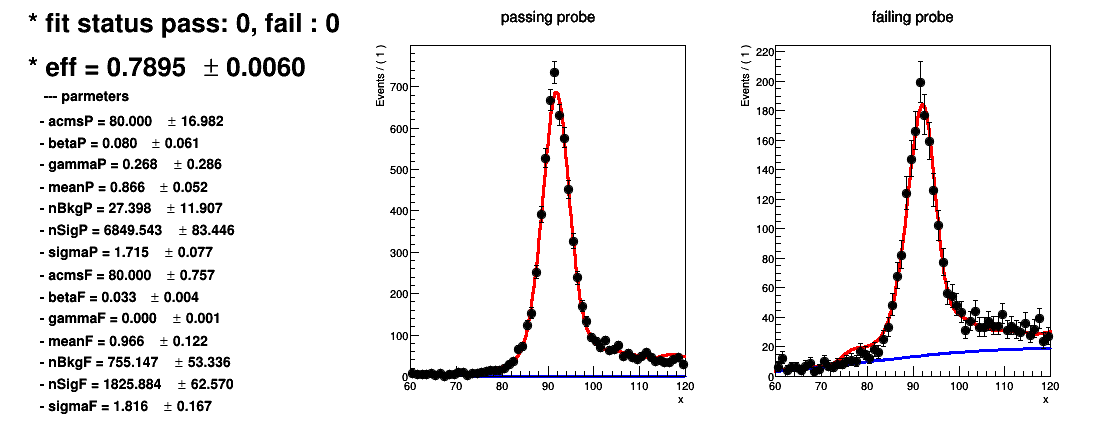 * fit status pass: 0, fail : 0
* eff = 0.7895 ± 0.0060
--- parmeters
- acmsP = 80.000 ± 16.982
- betaP = 0.080 ± 0.061
- gammaP = 0.268 ± 0.286
- meanP = 0.866 ± 0.052
- nBkgP = 27.398 ± 11.907
- nSigP = 6849.543 ± 83.446
- sigmaP = 1.715 ± 0.077
- acmsF = 80.000 ± 0.757
- betaF = 0.033 ± 0.004
- gammaF = 0.000 ± 0.001
- meanF = 0.966 ± 0.122
- nBkgF = 755.147 ± 53.336
- nSigF = 1825.884 ± 62.570
- sigmaF = 1.816 ± 0.167
passing probe
Events / ( 1 )
700
600
500
400
300
200
100
0
60 70 80 90 100 110 120
x
failing probe
Events / ( 1 )
220
200
180
160
140
120
100
80
60
40
20
0
60 70 80 90 100 110 120
x